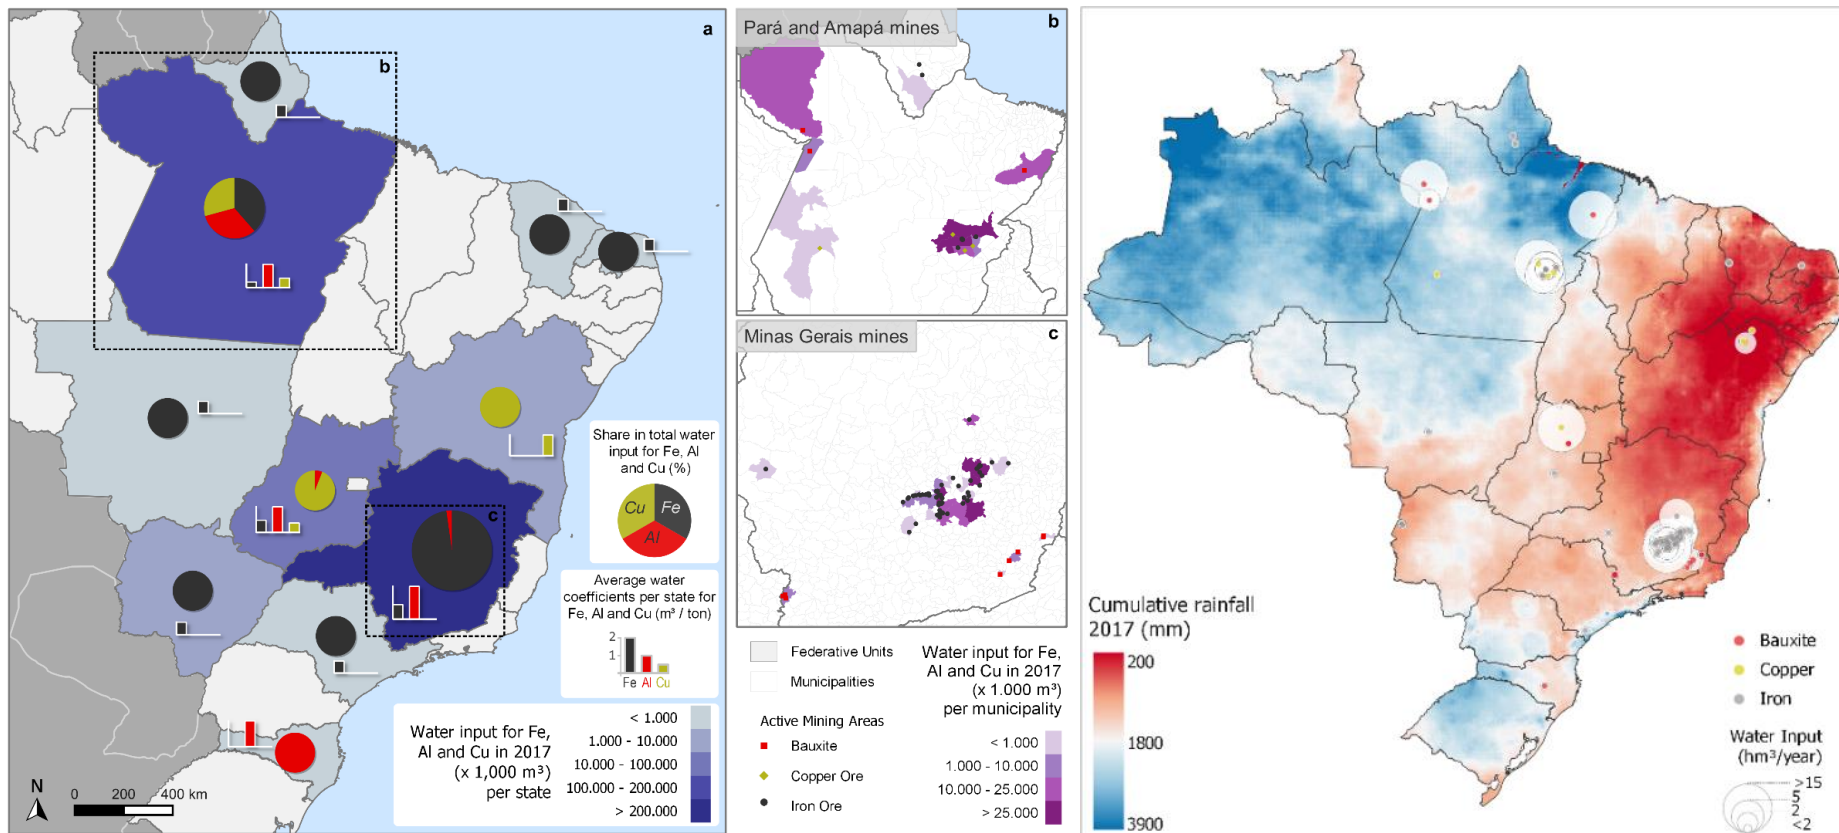 a
b
c
Share in total water
input for Fe, Al
and Cu (%)
Cu
Fe
Al
Average water
coefficients per state for
Fe, Al and Cu (m³ / ton)
2
1
Fe Al Cu
Water input for Fe,
Al and Cu in 2017
(x 1,000 m³)
per state
< 1.000
1.000 - 10.000
10.000 - 100.000
100.000 - 200.000
> 200.000
N
0 200 400 km
Pará and Amapá mines
b
Minas Gerais mines
c
Federative Units
Municipalities
Active Mining Areas
Bauxite
Copper Ore
Iron Ore
Water input for Fe,
Al and Cu in 2017
(x 1.000 m³)
per municipality
< 1.000
1.000 - 10.000
10.000 - 25.000
> 25.000
Cumulative rainfall
2017 (mm)
200
1800
3900
Bauxite
Copper
Iron
Water Input
(hm³/year)
>15
5
2
<2